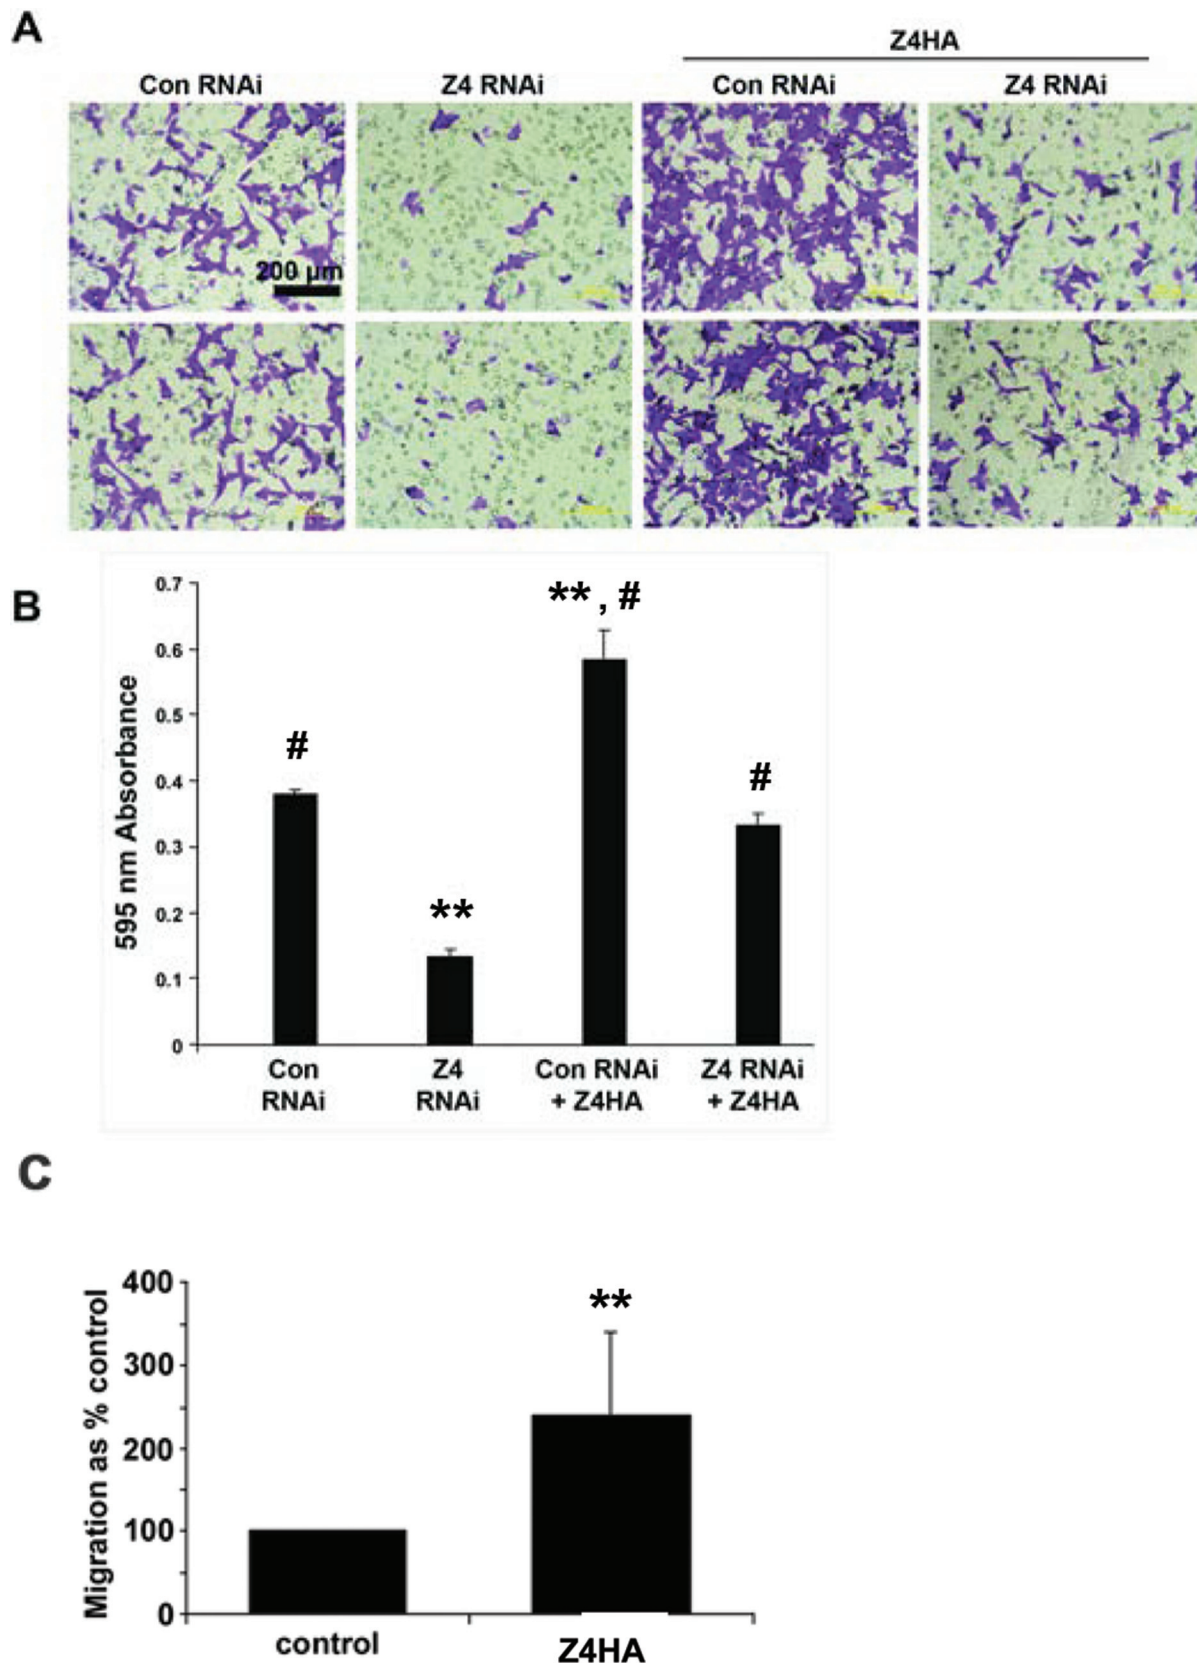 A
Z4HA
Con RNAi Z4 RNAi Con RNAi Z4 RNAi
200 µm
B
0.7
0.6
0.5
0.4
0.3
0.2
0.1
0
595 nm Absorbance
#
**
** , #
#
Con Z4 Con RNAi Z4 RNAi
RNAi RNAi + Z4HA + Z4HA
C
400
300
200
100
0
Migration as % control
**
control Z4HA